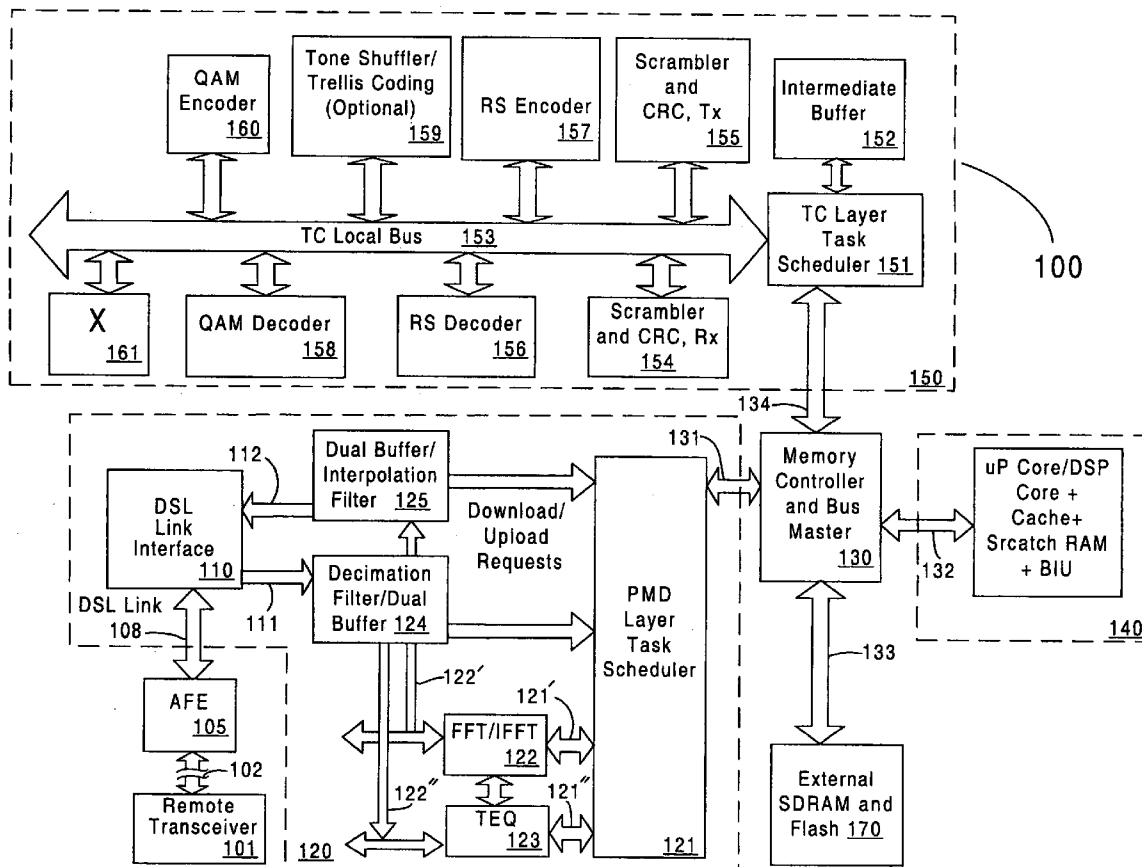 QAM
Encoder
160
Tone Shuffler/
Trellis Coding
(Optional)
159
RS Encoder
157
Scrambler
and
CRC, Tx
155
Intermediate
Buffer
152
TC Local Bus 153
TC Layer
Task
Scheduler 151
100
X
161
QAM Decoder
158
RS Decoder
156
Scrambler
and CRC, Rx
154
150
134
112
DSL
Link
Interface
110
Dual Buffer/
Interpolation
Filter
125
Download/
Upload
Requests
131
Memory
Controller
and Bus
Master
130
uP Core/DSP
Core +
Cache+
Srcatch RAM
+ BIU
132
140
111
Decimation
Filter/Dual
Buffer 124
PMD
Layer
Task
Scheduler
121
DSL Link
108
133
AFE
105
102
Remote
Transceiver
101
122'
121'
FFT/IFFT
122
122"
121"
TEQ
123
120
External
SDRAM and
Flash 170